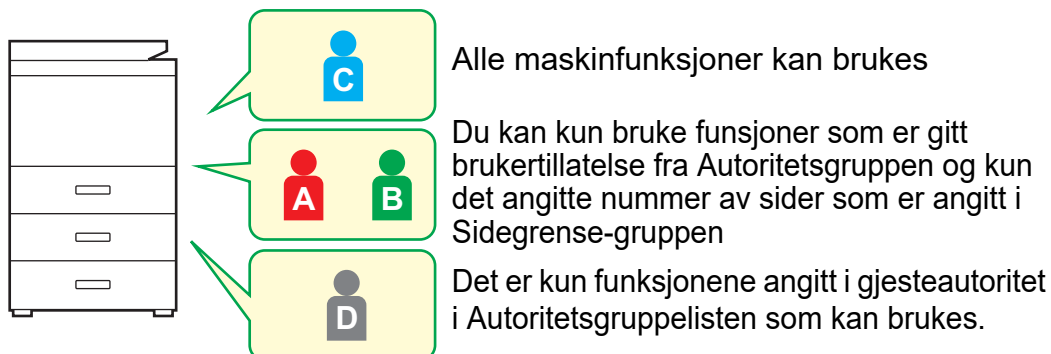 C
Alle maskinfunksjoner kan brukes
A
B
Du kan kun bruke funsjoner som er gitt
brukertillatelse fra Autoritetsgruppen og kun
det angitte nummer av sider som er angitt i
Sidegrense-gruppen
D
Det er kun funksjonene angitt i gjesteautoritet
i Autoritetsgruppelisten som kan brukes.